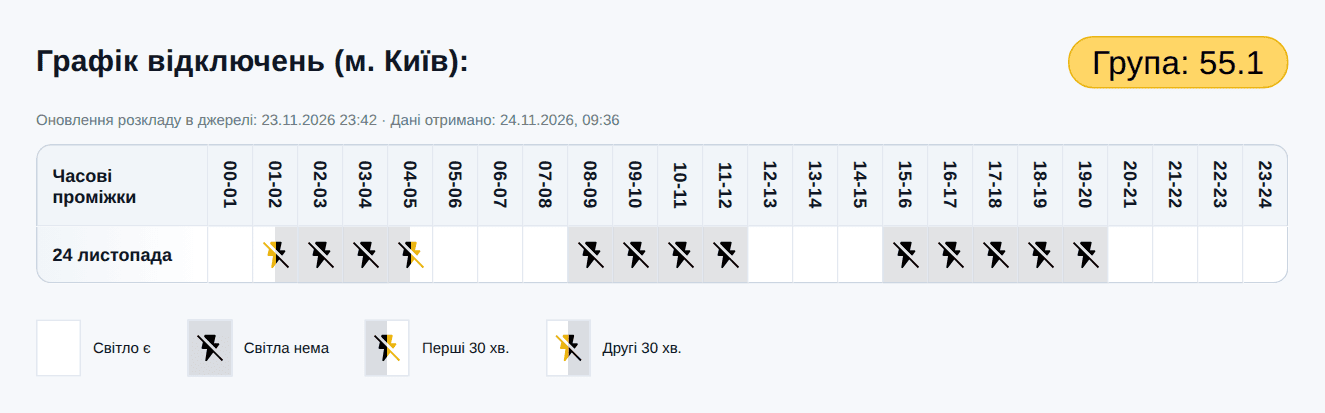 Графік відключень (м. Київ):
Група: 55.1
Оновлення розкладу в джерелі: 23.11.2026 23:42 · Дані отримано: 24.11.2026, 09:36
Часові проміжки 00-01 01-02 02-03 03-04 04-05 05-06 06-07 07-08 08-09 09-10 10-11 11-12 12-13 13-14 14-15 15-16 16-17 17-18 18-19 19-20 20-21 21-22 22-23 23-24
24 листопада
Світло є Світла нема Перші 30 хв. Другі 30 хв.